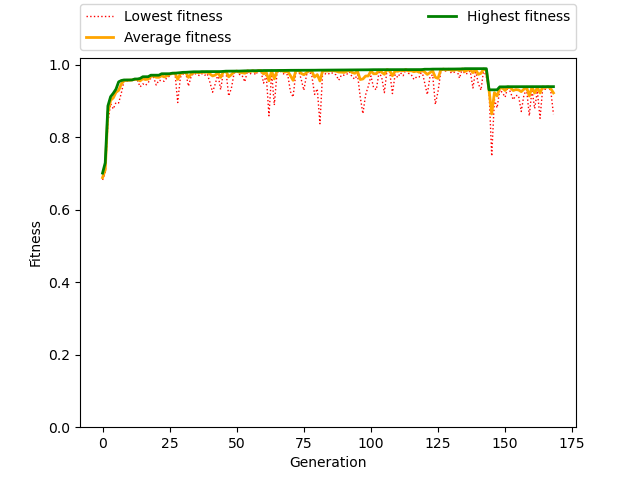 Lowest fitness
Average fitness
Highest fitness
1.0
0.8
0.6
0.4
0.2
0.0
Fitness
0 25 50 75 100 125 150 175
Generation